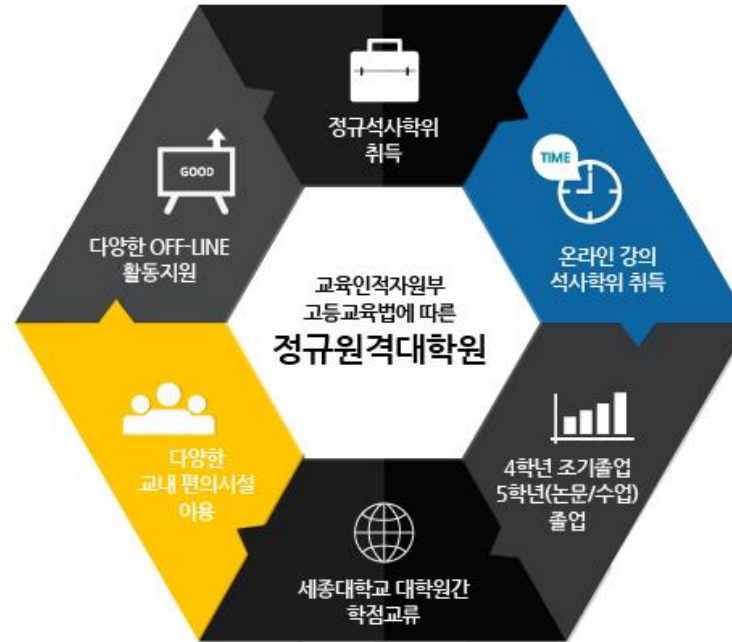 정규석사학위
취득
TIME
온라인 강의
석사학위 취득
4학년 조기졸업
5학년(논문/수업)
졸업
세종대학교 대학원간
학점교류
다양한
교내 편의시설
이용
GOOD
다양한 OFF-LINE
활동지원
교육인적자원부
고등교육법에 따른
정규원격대학원